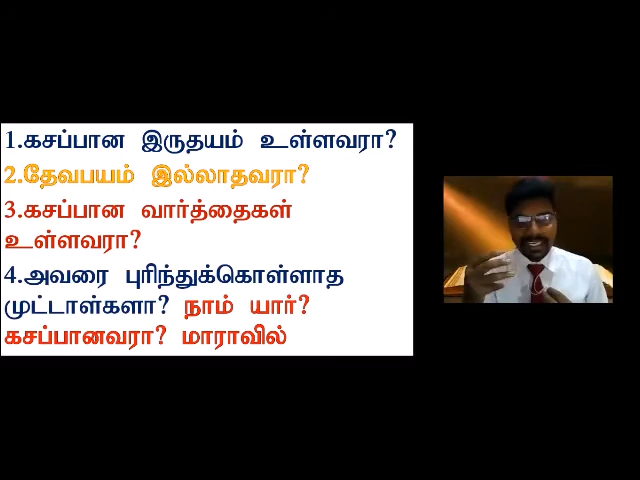 1.கசப்பான இருதயம் உள்ளவரா?
2.தேவபயம் இல்லாதவரா?
3.கசப்பான வார்த்தைகள்
உள்ளவரா?
4.அவரை புரிந்துக்கொள்ளாத
முட்டாள்களா? நாம் யார்?
கசப்பானவரா? மாராவில்